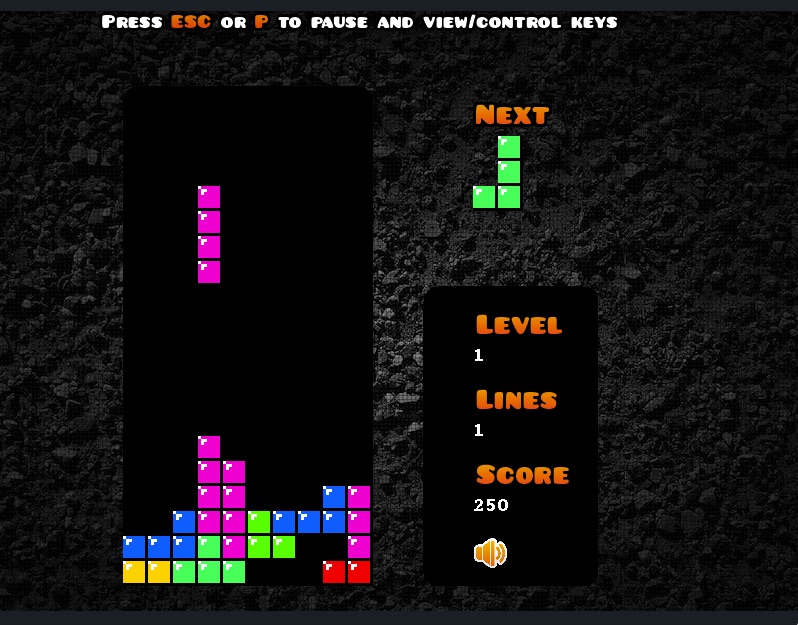 Press ESC or P to pause and view/control keys
Next
Level
1
Lines
1
Score
250